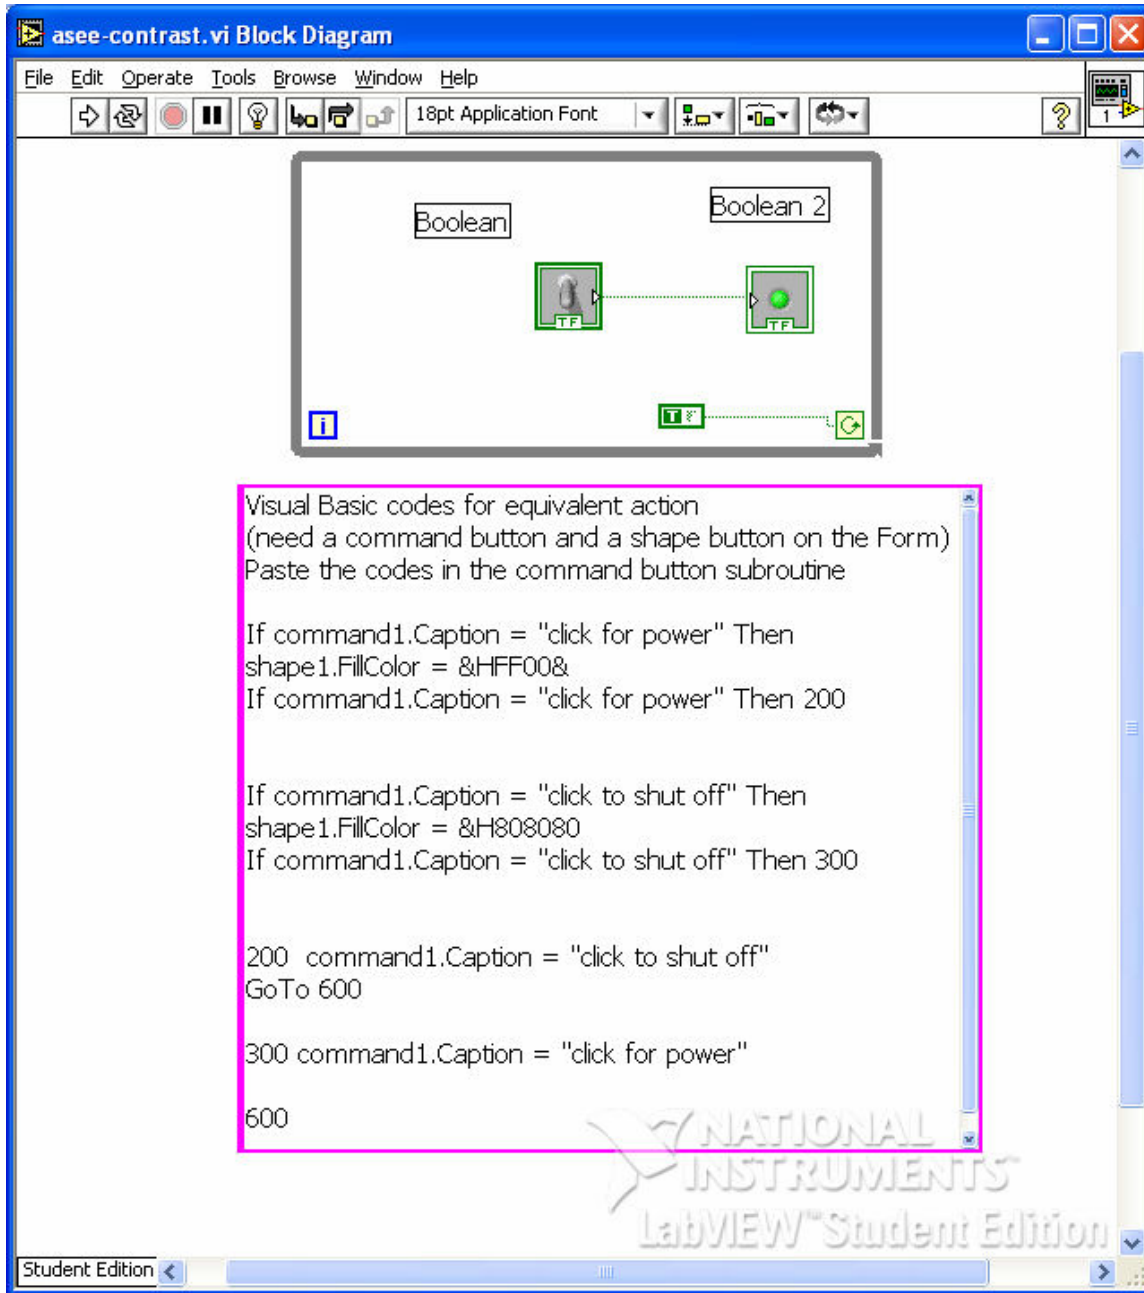 asee-contrast.vi Block Diagram
File Edit Operate Tools Browse Window Help
18pt Application Font
?
1
Boolean
Boolean 2
TF
TF
i
T
Visual Basic codes for equivalent action
(need a command button and a shape button on the Form)
Paste the codes in the command button subroutine
If command1.Caption = "click for power" Then
shape1.FillColor = &HFF00&
If command1.Caption = "click for power" Then 200
If command1.Caption = "click to shut off" Then
shape1.FillColor = &H808080
If command1.Caption = "click to shut off" Then 300
200  command1.Caption = "click to shut off"
GoTo 600
300 command1.Caption = "click for power"
600
NATIONAL
INSTRUMENTS™
LabVIEW™ Student Edition
Student Edition